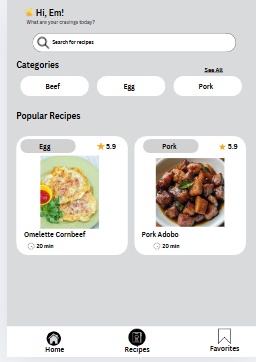 Hi, Em!
What are your cravings today?
Search for recipes
Categories
See All
Beef
Egg
Pork
Popular Recipes
Egg
5.9
Pork
5.9
Omelette Cornbeef
20 min
Pork Adobo
20 min
Home
Recipes
Favorites